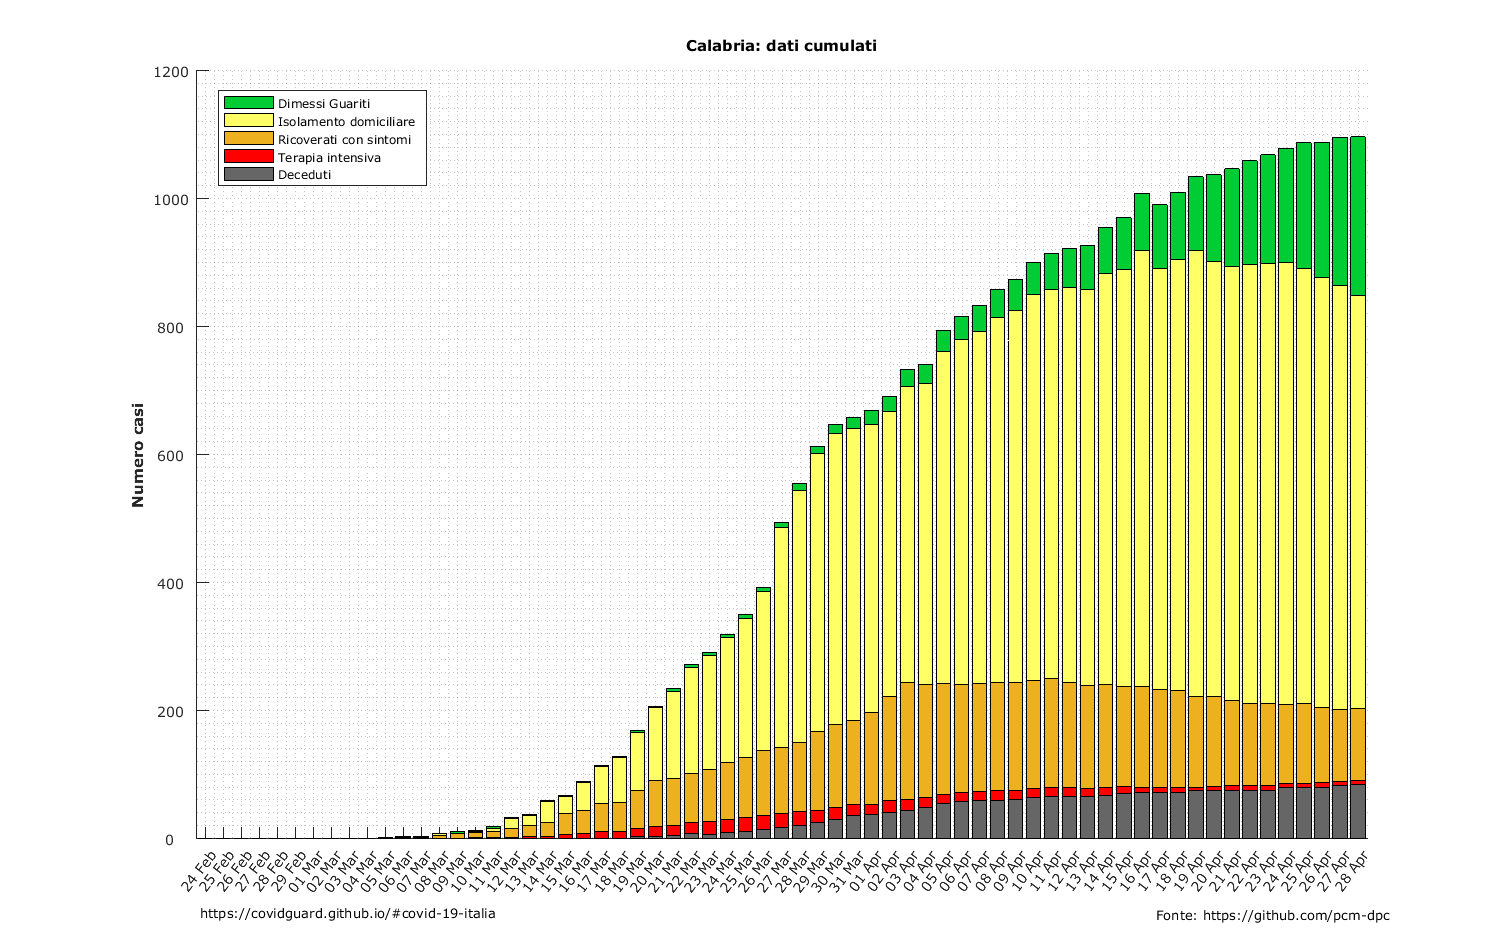 Calabria: dati cumulati
1200
1000
800
600
400
200
0
Numero casi
Dimessi Guariti
Isolamento domiciliare
Ricoverati con sintomi
Terapia intensiva
Deceduti
24 Feb
25 Feb
26 Feb
27 Feb
28 Feb
29 Feb
01 Mar
02 Mar
03 Mar
04 Mar
05 Mar
06 Mar
07 Mar
08 Mar
09 Mar
10 Mar
11 Mar
12 Mar
13 Mar
14 Mar
15 Mar
16 Mar
17 Mar
18 Mar
19 Mar
20 Mar
21 Mar
22 Mar
23 Mar
24 Mar
25 Mar
26 Mar
27 Mar
28 Mar
29 Mar
30 Mar
31 Mar
01 Apr
02 Apr
03 Apr
04 Apr
05 Apr
06 Apr
07 Apr
08 Apr
09 Apr
10 Apr
11 Apr
12 Apr
13 Apr
14 Apr
15 Apr
16 Apr
17 Apr
18 Apr
19 Apr
20 Apr
21 Apr
22 Apr
23 Apr
24 Apr
25 Apr
26 Apr
27 Apr
28 Apr
https://covidguard.github.io/#covid-19-italia
Fonte: https://github.com/pcm-dpc